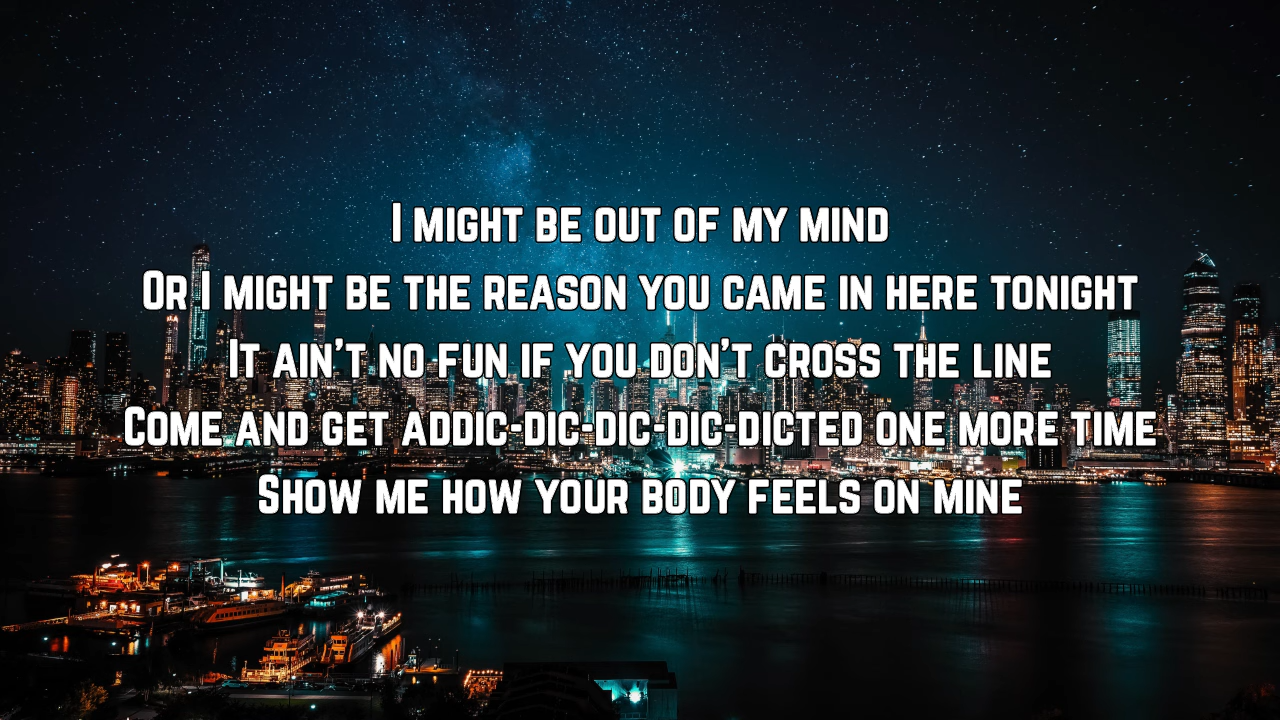 I might be out of my mind
Or I might be the reason you came in here tonight
It ain't no fun if you don't cross the line
Come and get addic-dic-dic-dic-dicted one more time
Show me how your body feels on mine